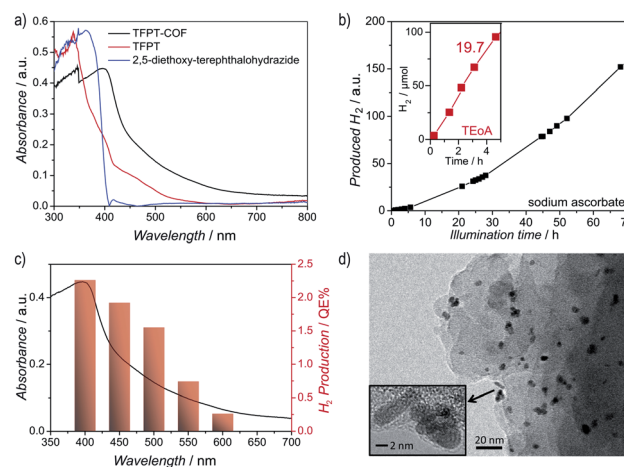 a)
TFPT-COF
TFPT
2,5-diethoxy-terephthalohydrazide
0.6
0.5
0.4
0.3
0.2
0.1
0.0
Absorbance / a.u.
300 400 500 600 700 800
Wavelength / nm
b)
200
150
100
50
0
Produced H2 / a.u.
100
50
0
H2 / μmol
19.7
TEoA
0 2 4
Time / h
sodium ascorbate
0 10 20 30 40 50 60 70
Illumination time / h
c)
0.4
0.2
0.0
Absorbance / a.u.
2.5
2.0
1.5
1.0
0.5
0.0
H2 Production / QE%
350 400 450 500 550 600 650 700
Wavelength / nm
d)
2 nm
20 nm